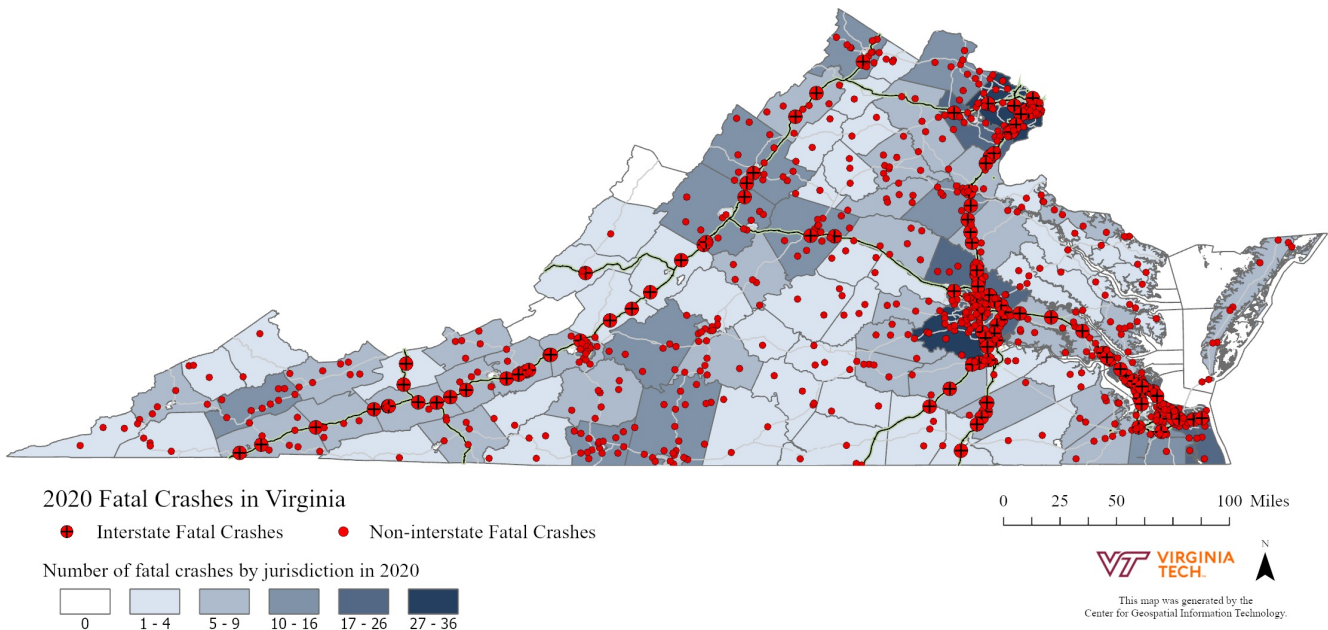 2020 Fatal Crashes in Virginia
Interstate Fatal Crashes
Non-interstate Fatal Crashes
Number of fatal crashes by jurisdiction in 2020
0
1 - 4
5 - 9
10 - 16
17 - 26
27 - 36
0 25 50 100 Miles
N
VT VIRGINIA
TECH™
This map was generated by the
Center for Geospatial Information Technology.